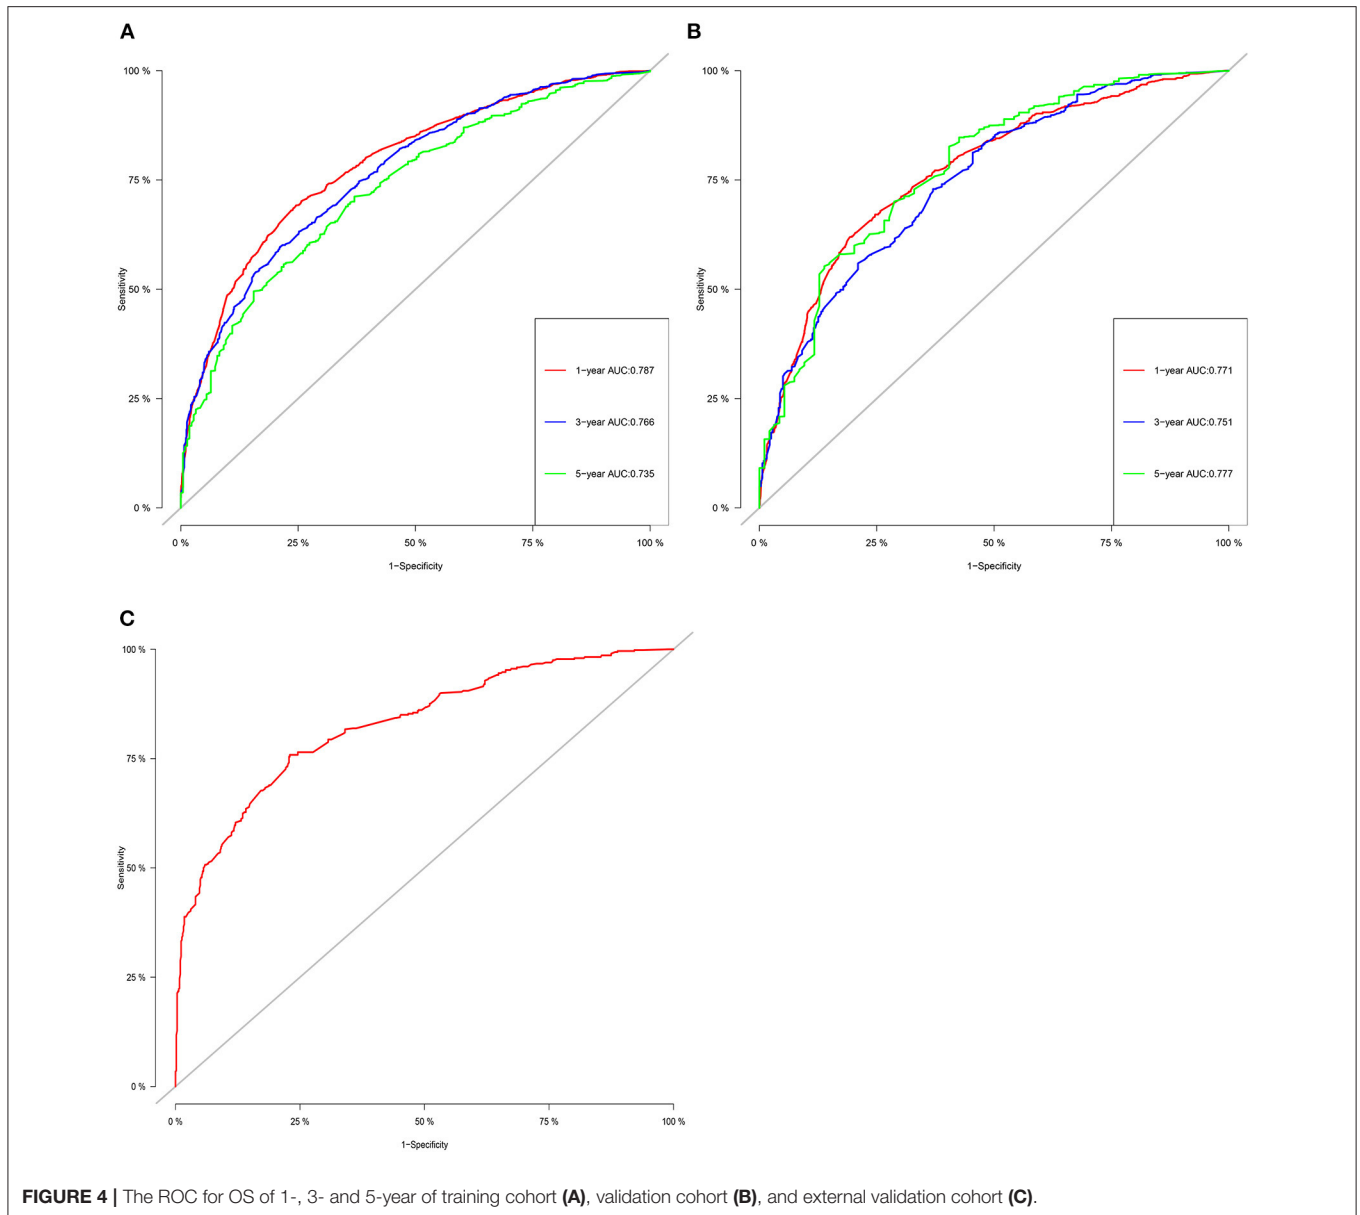 A
100 %
75 %
50 %
25 %
0 %
Sensitivity
1-year AUC:0.787
3-year AUC:0.766
5-year AUC:0.735
0 %
25 %
50 %
75 %
100 %
1-Specificity
B
100 %
75 %
50 %
25 %
0 %
Sensitivity
1-year AUC:0.771
3-year AUC:0.751
5-year AUC:0.777
0 %
25 %
50 %
75 %
100 %
1-Specificity
C
100 %
75 %
50 %
25 %
0 %
Sensitivity
0 %
25 %
50 %
75 %
100 %
1-Specificity
FIGURE 4 | The ROC for OS of 1-, 3- and 5-year of training cohort (A), validation cohort (B), and external validation cohort (C).